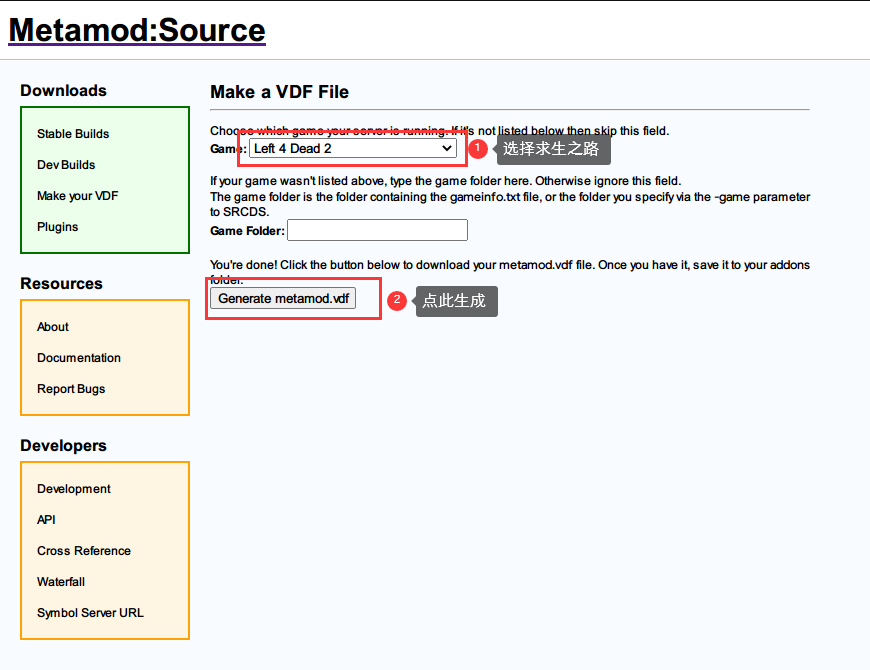 Metamod:Source
Downloads
Stable Builds
Dev Builds
Make your VDF
Plugins
Resources
About
Documentation
Report Bugs
Developers
Development
API
Cross Reference
Waterfall
Symbol Server URL
Make a VDF File
Choose which game your server is running. If it's not listed below then skip this field.
Game: Left 4 Dead 2
1 选择求生之路
If your game wasn't listed above, type the game folder here. Otherwise ignore this field.
The game folder is the folder containing the gameinfo.txt file, or the folder you specify via the -game parameter
to SRCDS.
Game Folder:
You're done! Click the button below to download your metamod.vdf file. Once you have it, save it to your addons
folder.
Generate metamod.vdf
2 点此生成